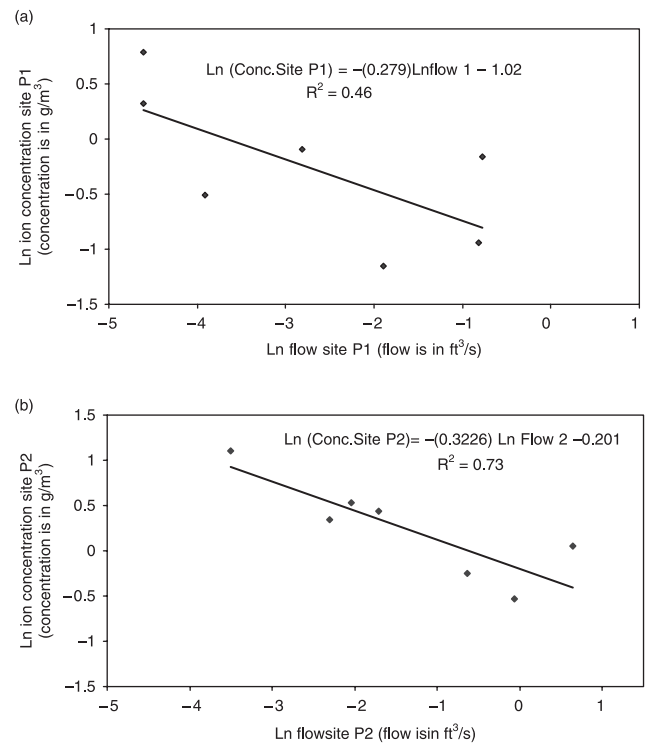 (a)
1
0.5
0
−0.5
−1
−1.5
−5
−4
−3
−2
−1
0
1
Ln ion concentration site P1
(concentration is in g/m³)
Ln (Conc.Site P1) = −(0.279)Lnflow 1 − 1.02
R² = 0.46
Ln flow site P1 (flow is in ft³/s)
(b)
1.5
1
0.5
0
−0.5
−1
−1.5
−5
−4
−3
−2
−1
0
1
Ln ion concentration site P2
(concentration is in g/m³)
Ln (Conc.Site P2)= −(0.3226) Ln Flow 2 −0.201
R² = 0.73
Ln flowsite P2 (flow isin ft³/s)